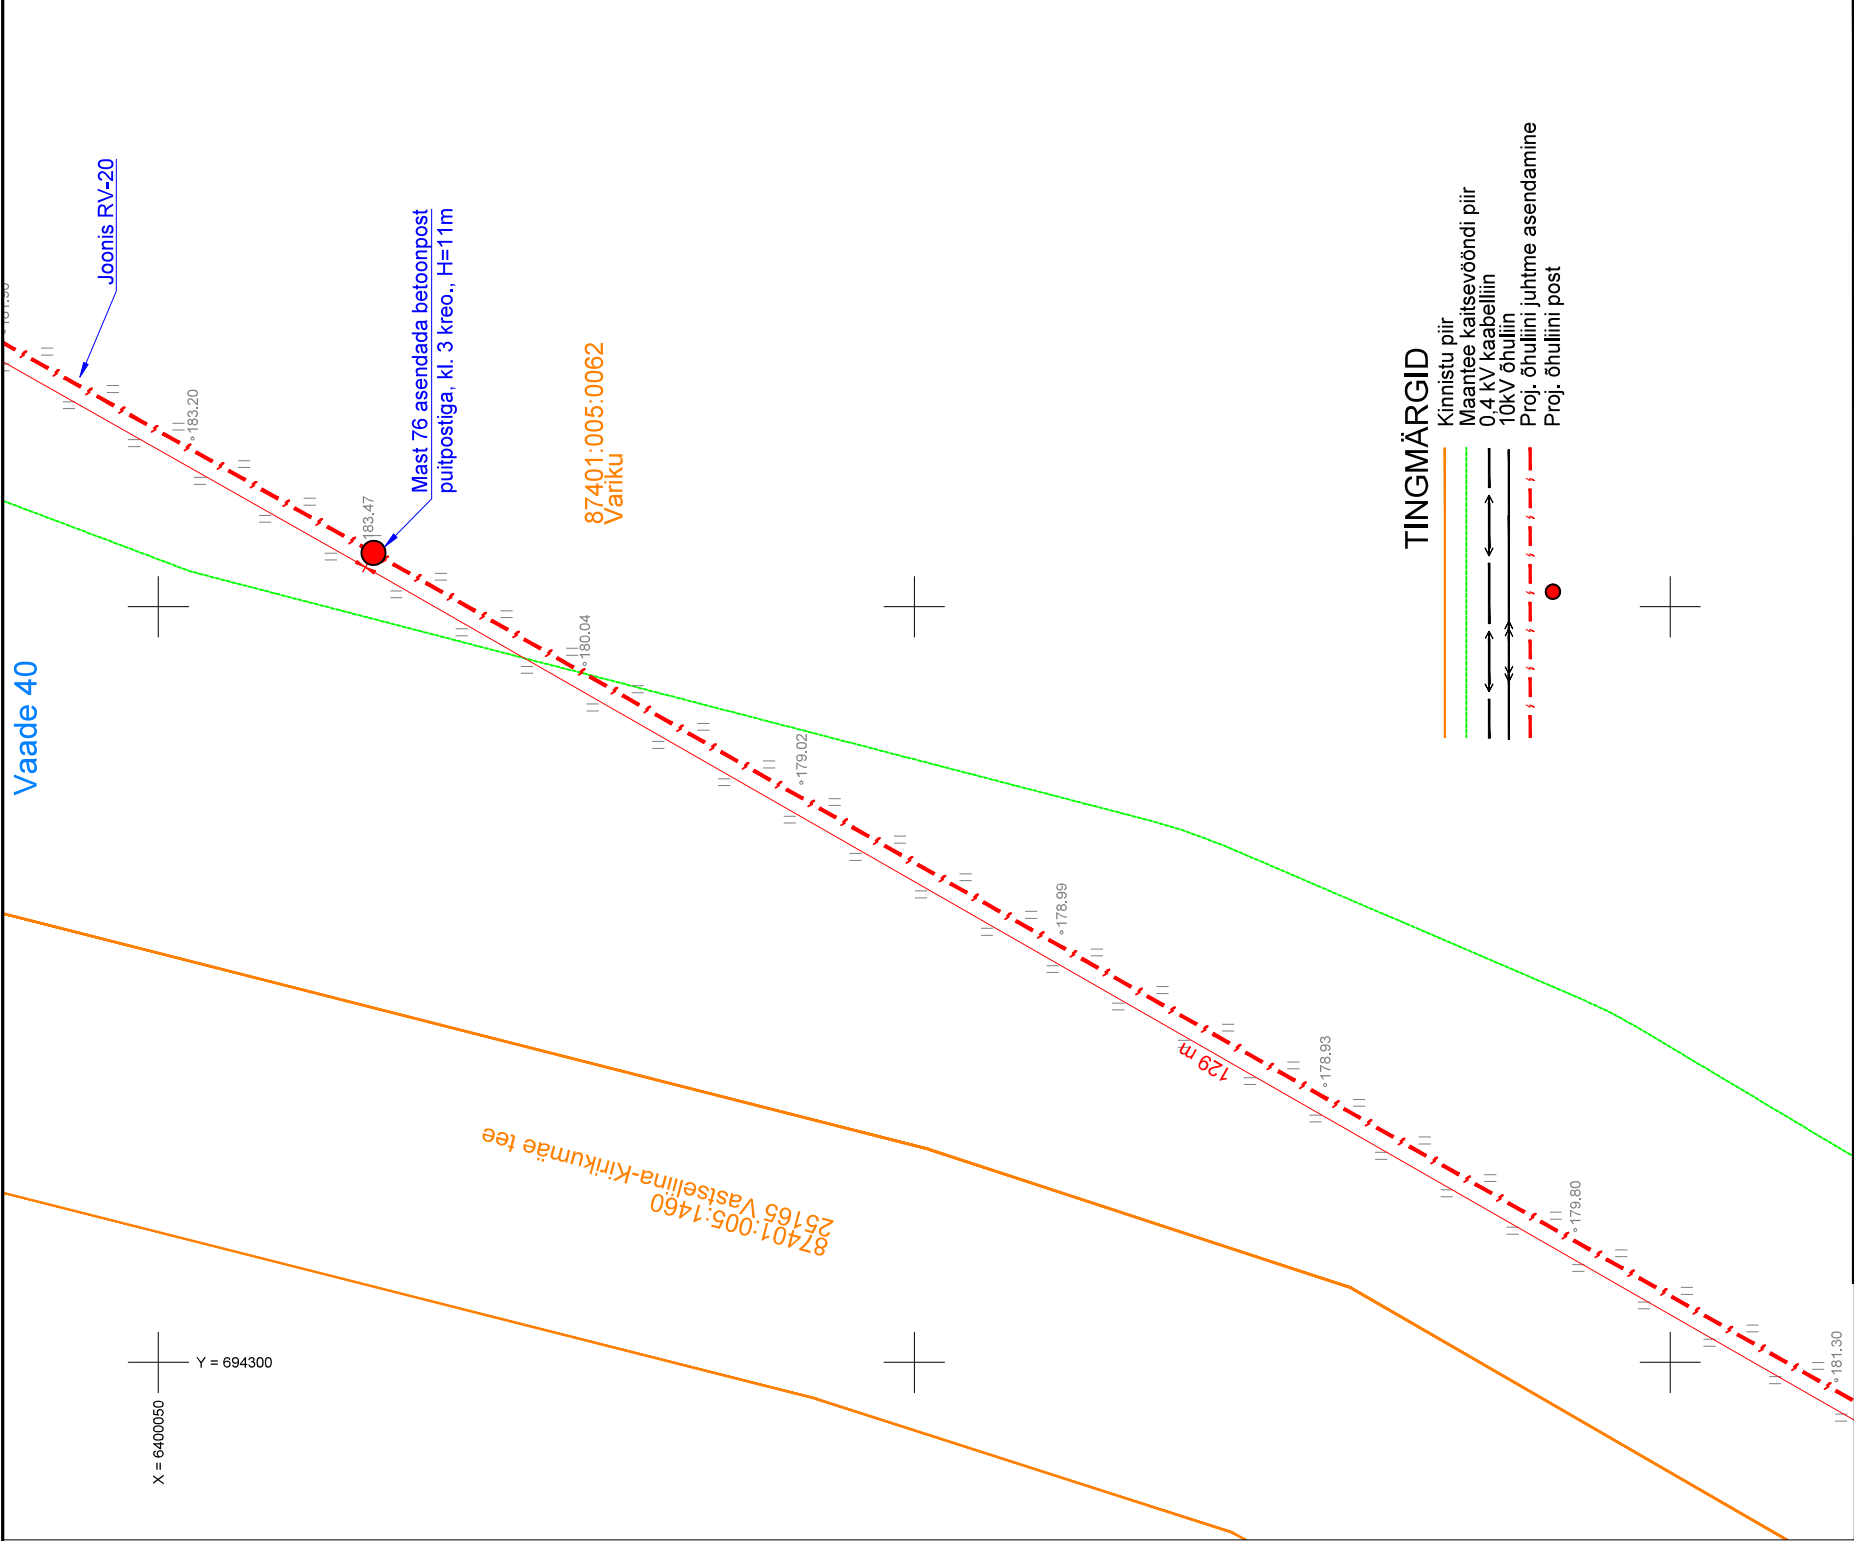 Vaade 40
Joonis RV-20
Mast 76 asendada betoonpost
puitpostiga, kl. 3 kreo., H=11m
87401:005:0062
Variku
183.20
183.47
180.04
179.02
178.99
178.93
179.80
181.30
129 m
25165 Vastseliina-Kirikumäe tee
87401:005:1460
Y = 694300
X = 6400050
TINGMÄRGID
Kinnistu piir
Maantee kaitsevööndi piir
0,4 kV kaabelliin
10kV õhuliin
Proj. õhuliini juhtme asendamine
Proj. õhuliini post